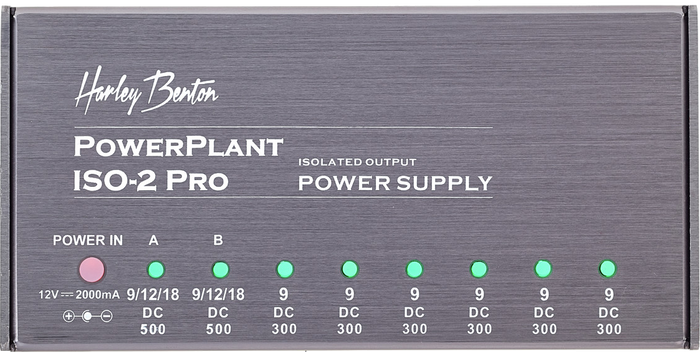 Harley Benton
POWERPLANT
ISO-2 PRO
ISOLATED OUTPUT
POWER SUPPLY
POWER IN A B
12V⎓2000mA 9/12/18 9/12/18 9 9 9 9 9 9
+ - DC DC DC DC DC DC DC DC
500 500 300 300 300 300 300 300